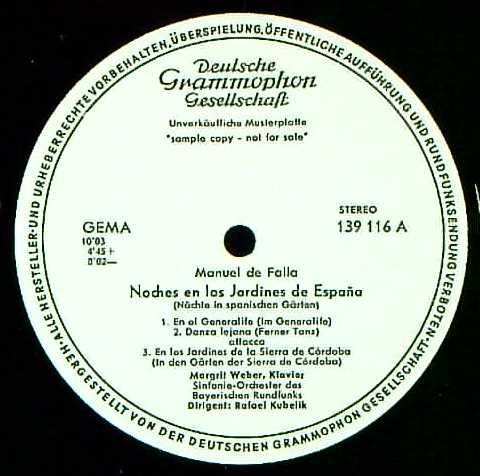 ALLE HERSTELLER- UND URHEBERRECHTE VORBEHALTEN, ÜBERSPIELUNG, ÖFFENTLICHE AUFFÜHRUNG UND RUNDFUNKSENDUNG VERBOTEN · HERGESTELLT VON DER DEUTSCHEN GRAMMOPHON GESELLSCHAFT ·
Deutsche
Grammophon
Gesellschaft
Unverkäufliche Musterplatte
"sample copy - not for sale"
GEMA
10'03
4'45 +
8'02—
STEREO
139 116 A
Manuel de Falla
Noches en los Jardines de España
(Nächte in spanischen Gärten)
1. En el Generalife (Im Generalife)
2. Danza lejana (Ferner Tanz)
attacca
3. En los Jardines de la Sierra de Córdoba
(In den Gärten der Sierra de Córdoba)
Margrit Weber, Klavier
Sinfonie-Orchester des
Bayerischen Rundfunks
Dirigent: Rafael Kubelik